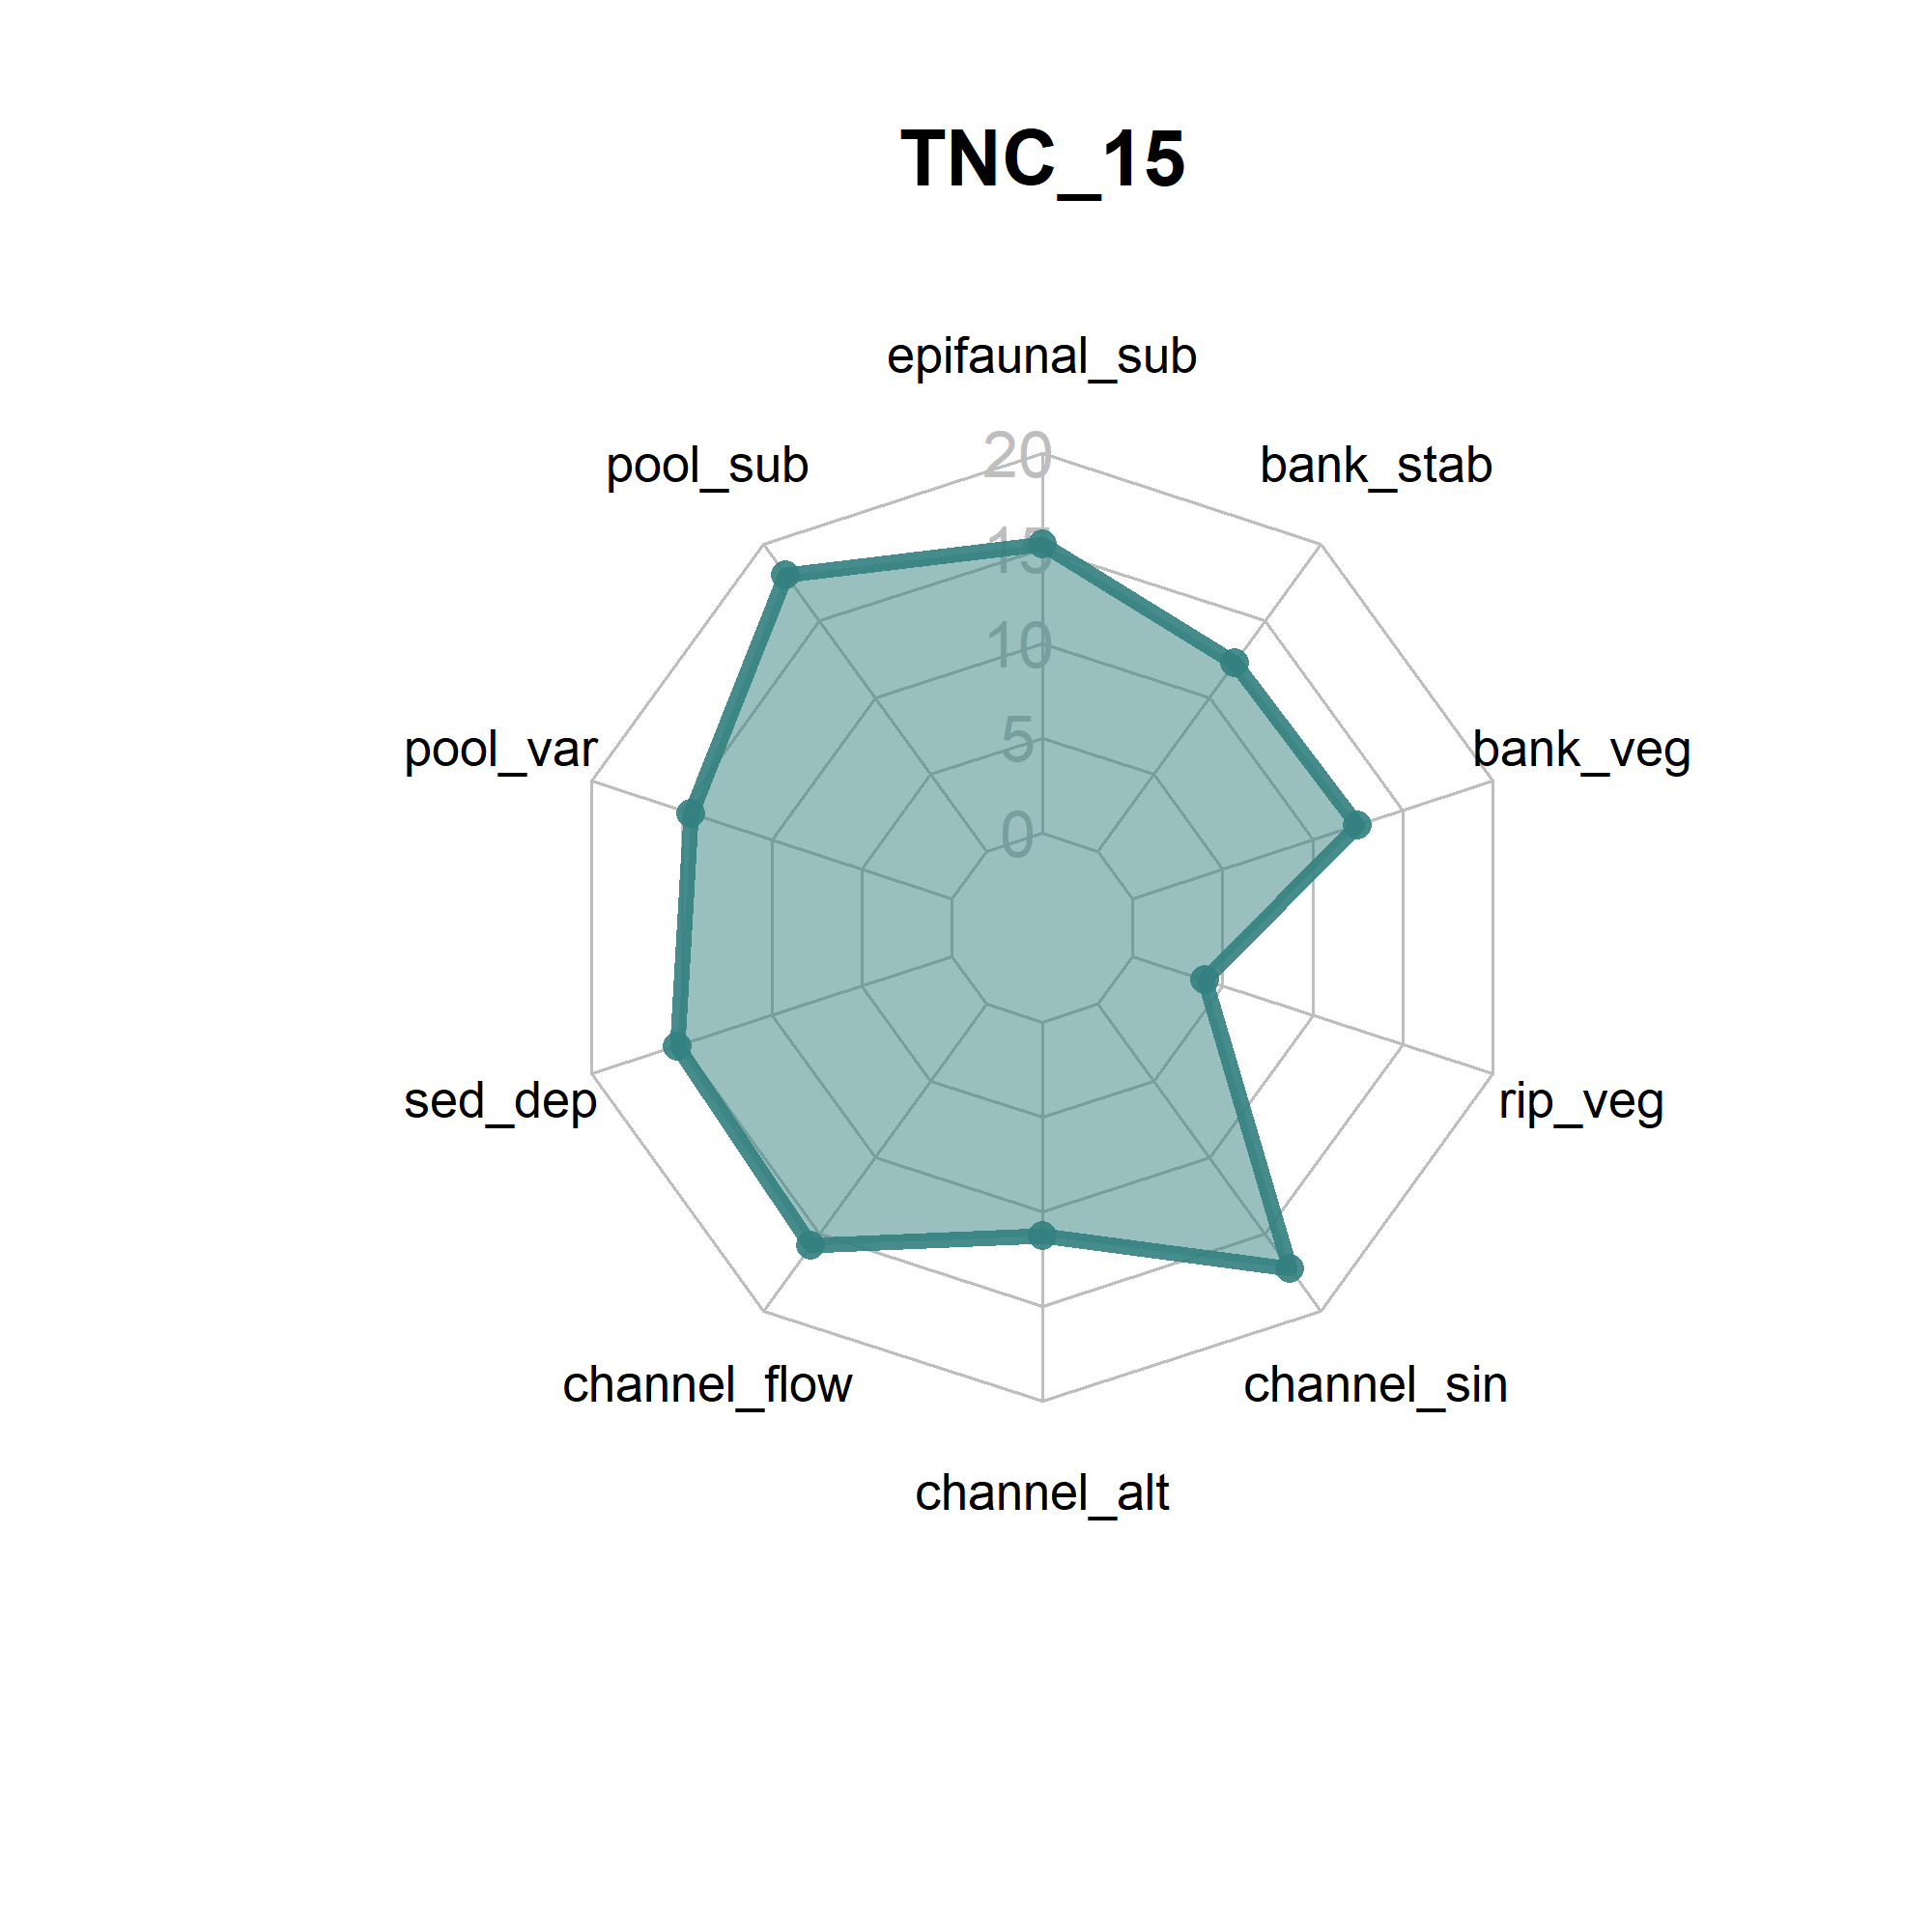 TNC_15
epifaunal_sub
20
pool_sub
bank_stab
15
10
5
pool_var
bank_veg
0
sed_dep
rip_veg
channel_flow
channel_sin
channel_alt